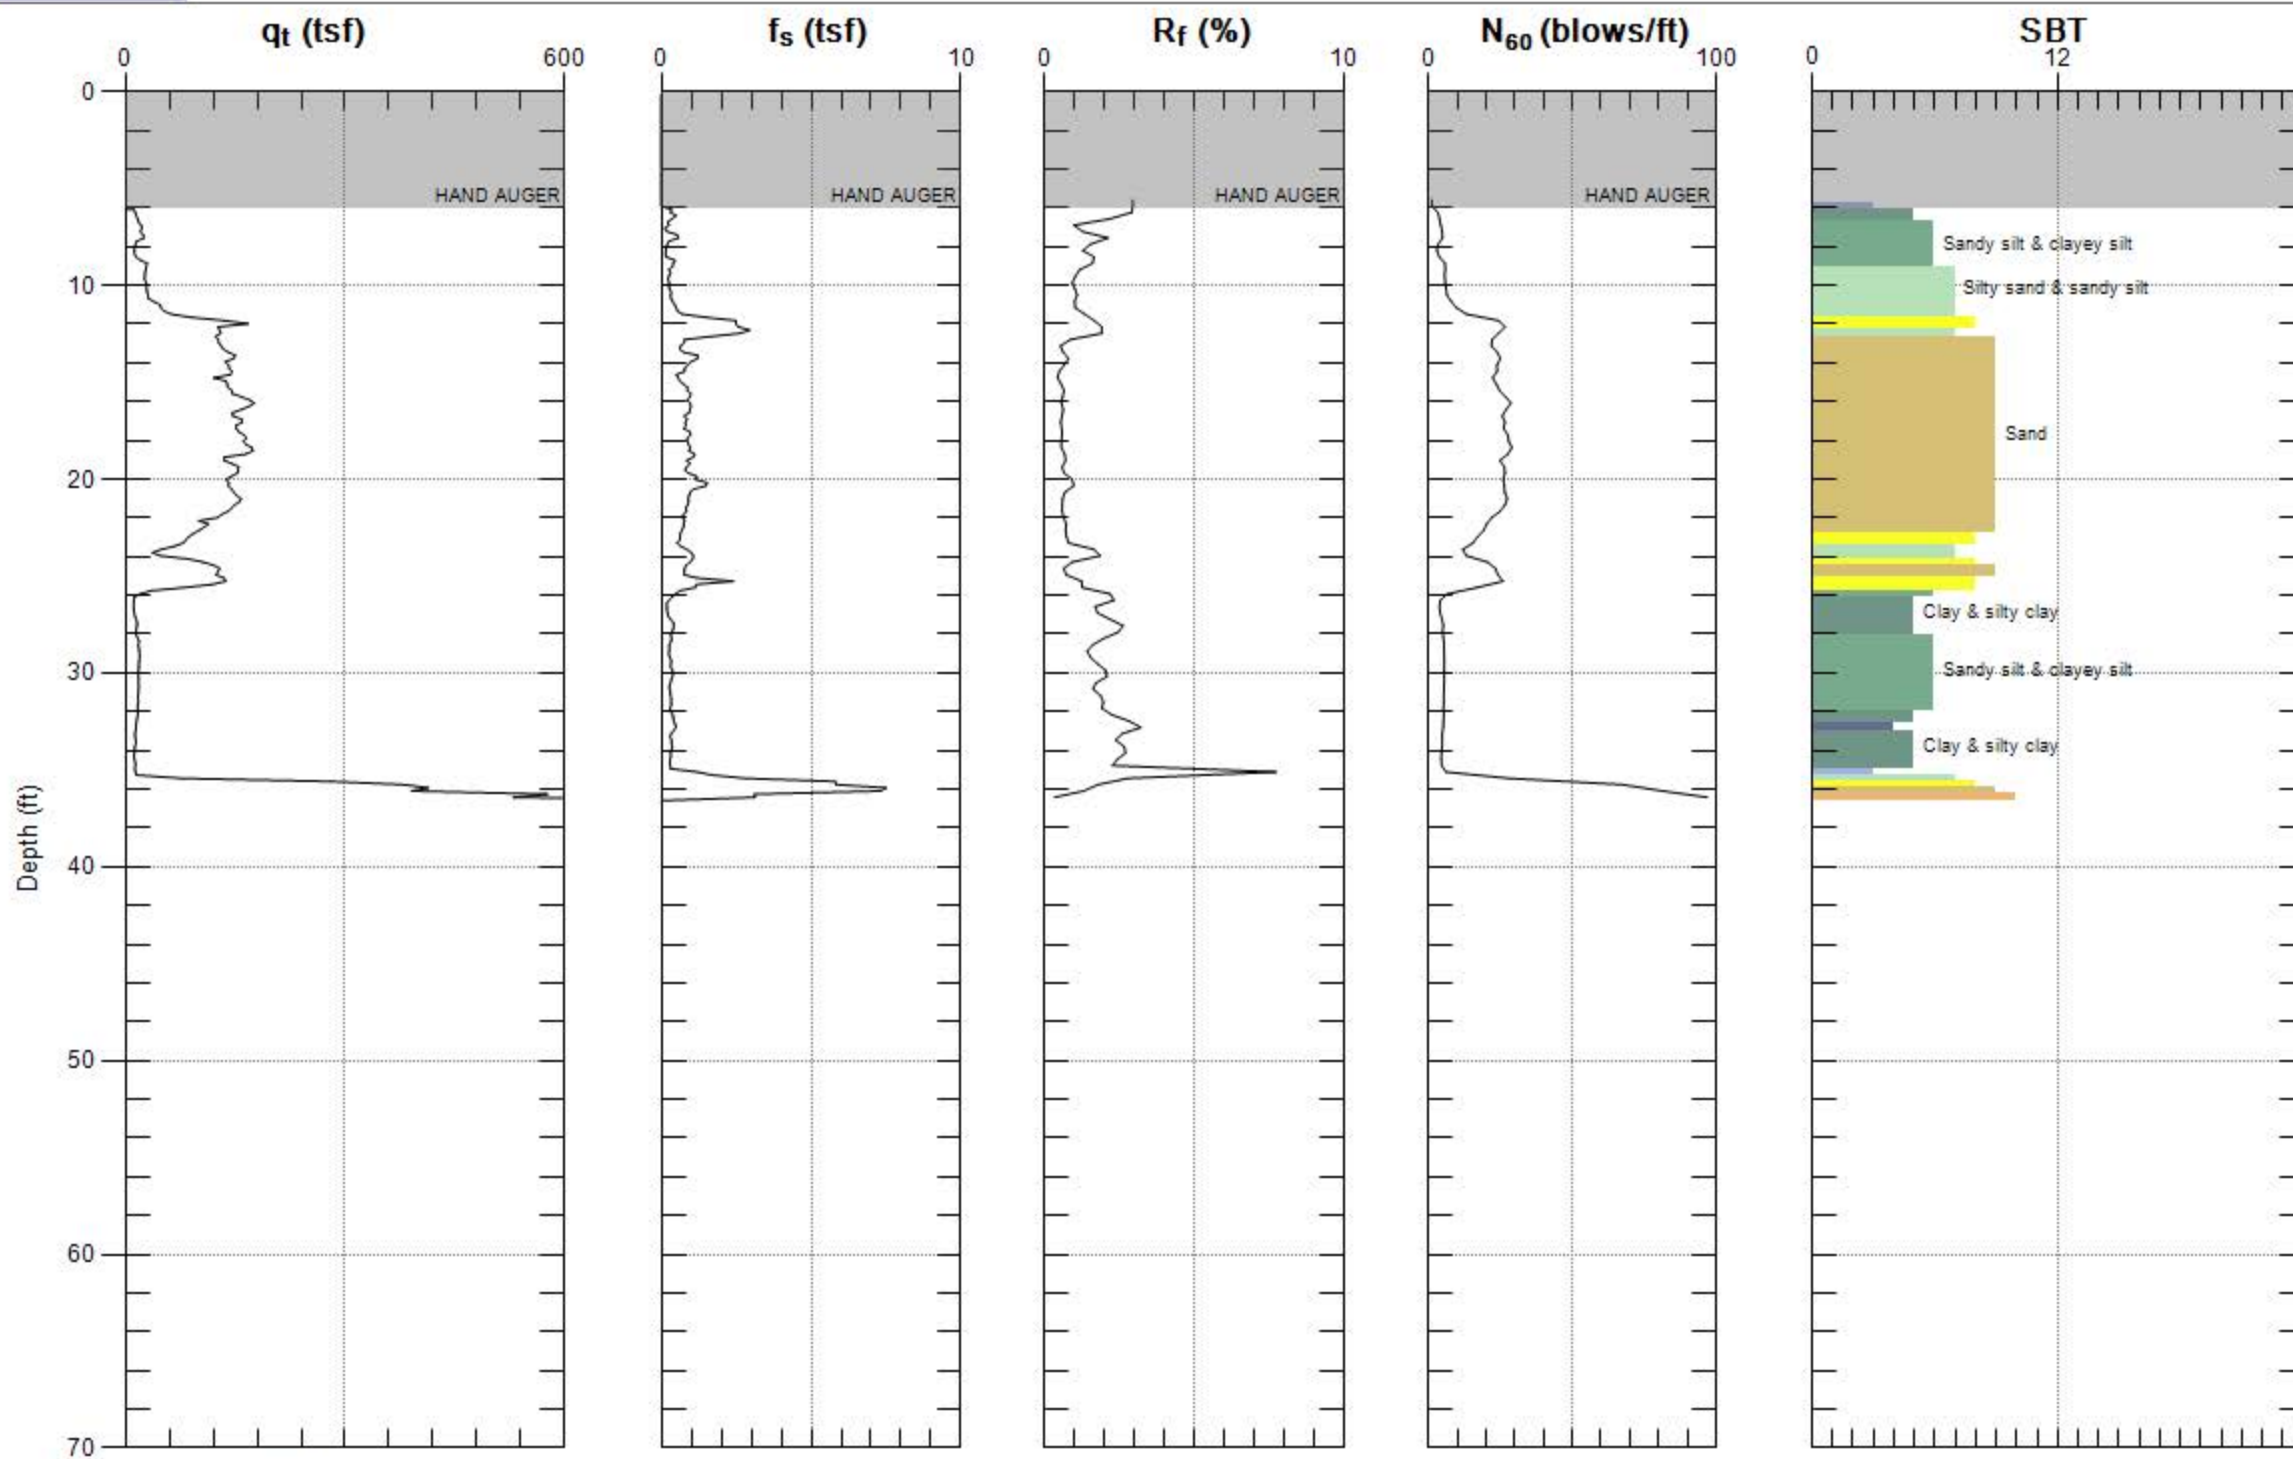 qt (tsf) fs (tsf) Rf (%) N60 (blows/ft) SBT
0 600 0 10 0 10 0 100 0 12
0
HAND AUGER HAND AUGER HAND AUGER HAND AUGER
Sandy silt & clayey silt
10
Silty sand & sandy silt
Sand
20
Clay & silty clay
30
Sandy silt & clayey silt
Clay & silty clay
Depth (ft)
40
50
60
70